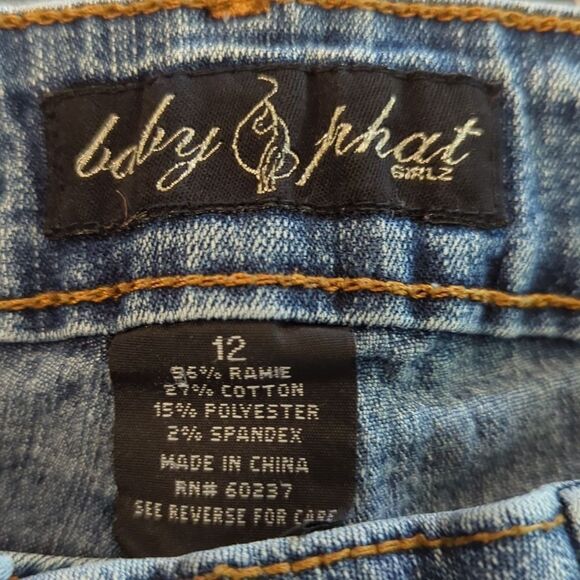 baby phat
GIRLZ
12
56% RAMIE
27% COTTON
15% POLYESTER
2% SPANDEX
MADE IN CHINA
RN# 60237
SEE REVERSE FOR CARE